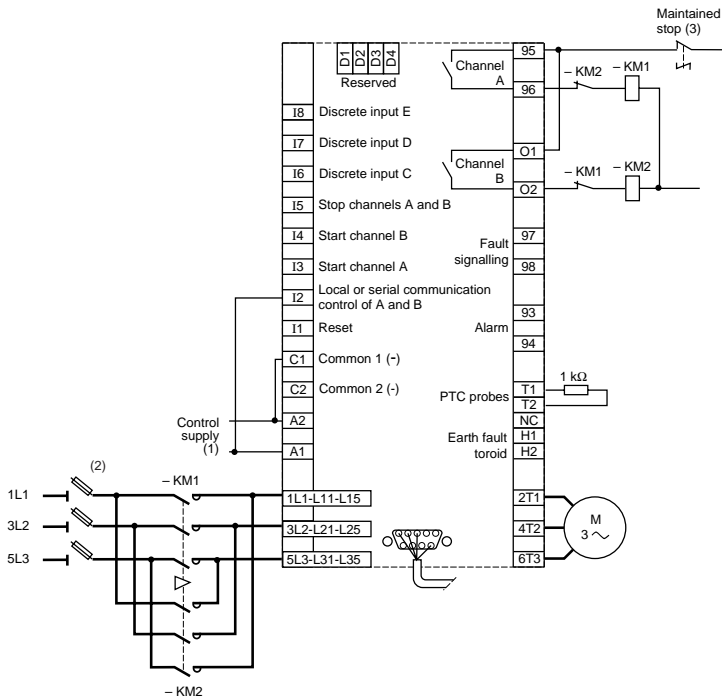 Maintained
stop (3)
D1
D2
D3
D4
Reserved
95
Channel
A
– KM2
– KM1
96
I8 Discrete input E
I7 Discrete input D
I6 Discrete input C
I5 Stop channels A and B
I4 Start channel B
I3 Start channel A
I2 Local or serial communication
control of A and B
I1 Reset
C1 Common 1 (-)
C2 Common 2 (-)
A2
A1
Control
supply
(1)
O1
Channel
B
– KM1
– KM2
O2
97
Fault
signalling
98
93
Alarm
94
1 kΩ
PTC probes
T1
T2
NC
Earth fault
toroid
H1
H2
(2)
– KM1
1L1
1L1-L11-L15
2T1
3L2
3L2-L21-L25
4T2
5L3
5L3-L31-L35
6T3
M
3
– KM2